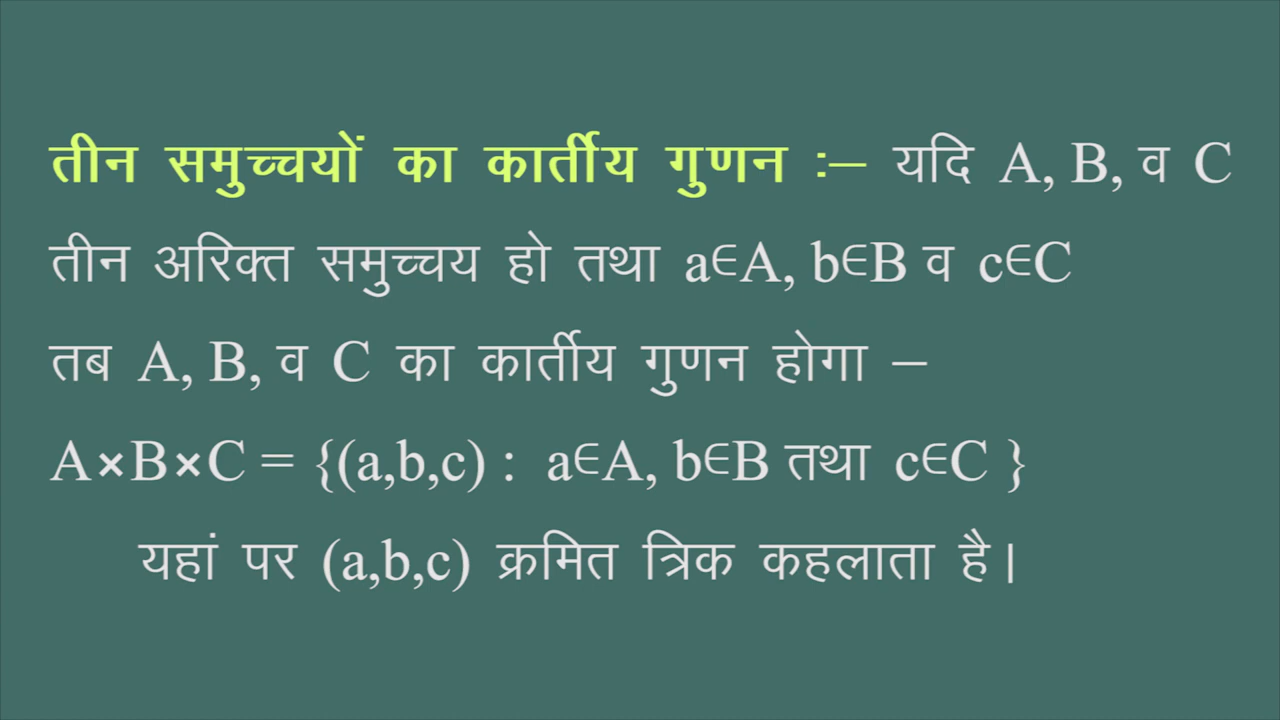 तीन समुच्चयों का कार्तीय गुणन :– यदि A, B, व C
तीन अरिक्त समुच्चय हो तथा a∈A, b∈B व c∈C
तब A, B, व C का कार्तीय गुणन होगा –
A×B×C = {(a,b,c) : a∈A, b∈B तथा c∈C }
यहां पर (a,b,c) क्रमित त्रिक कहलाता है।